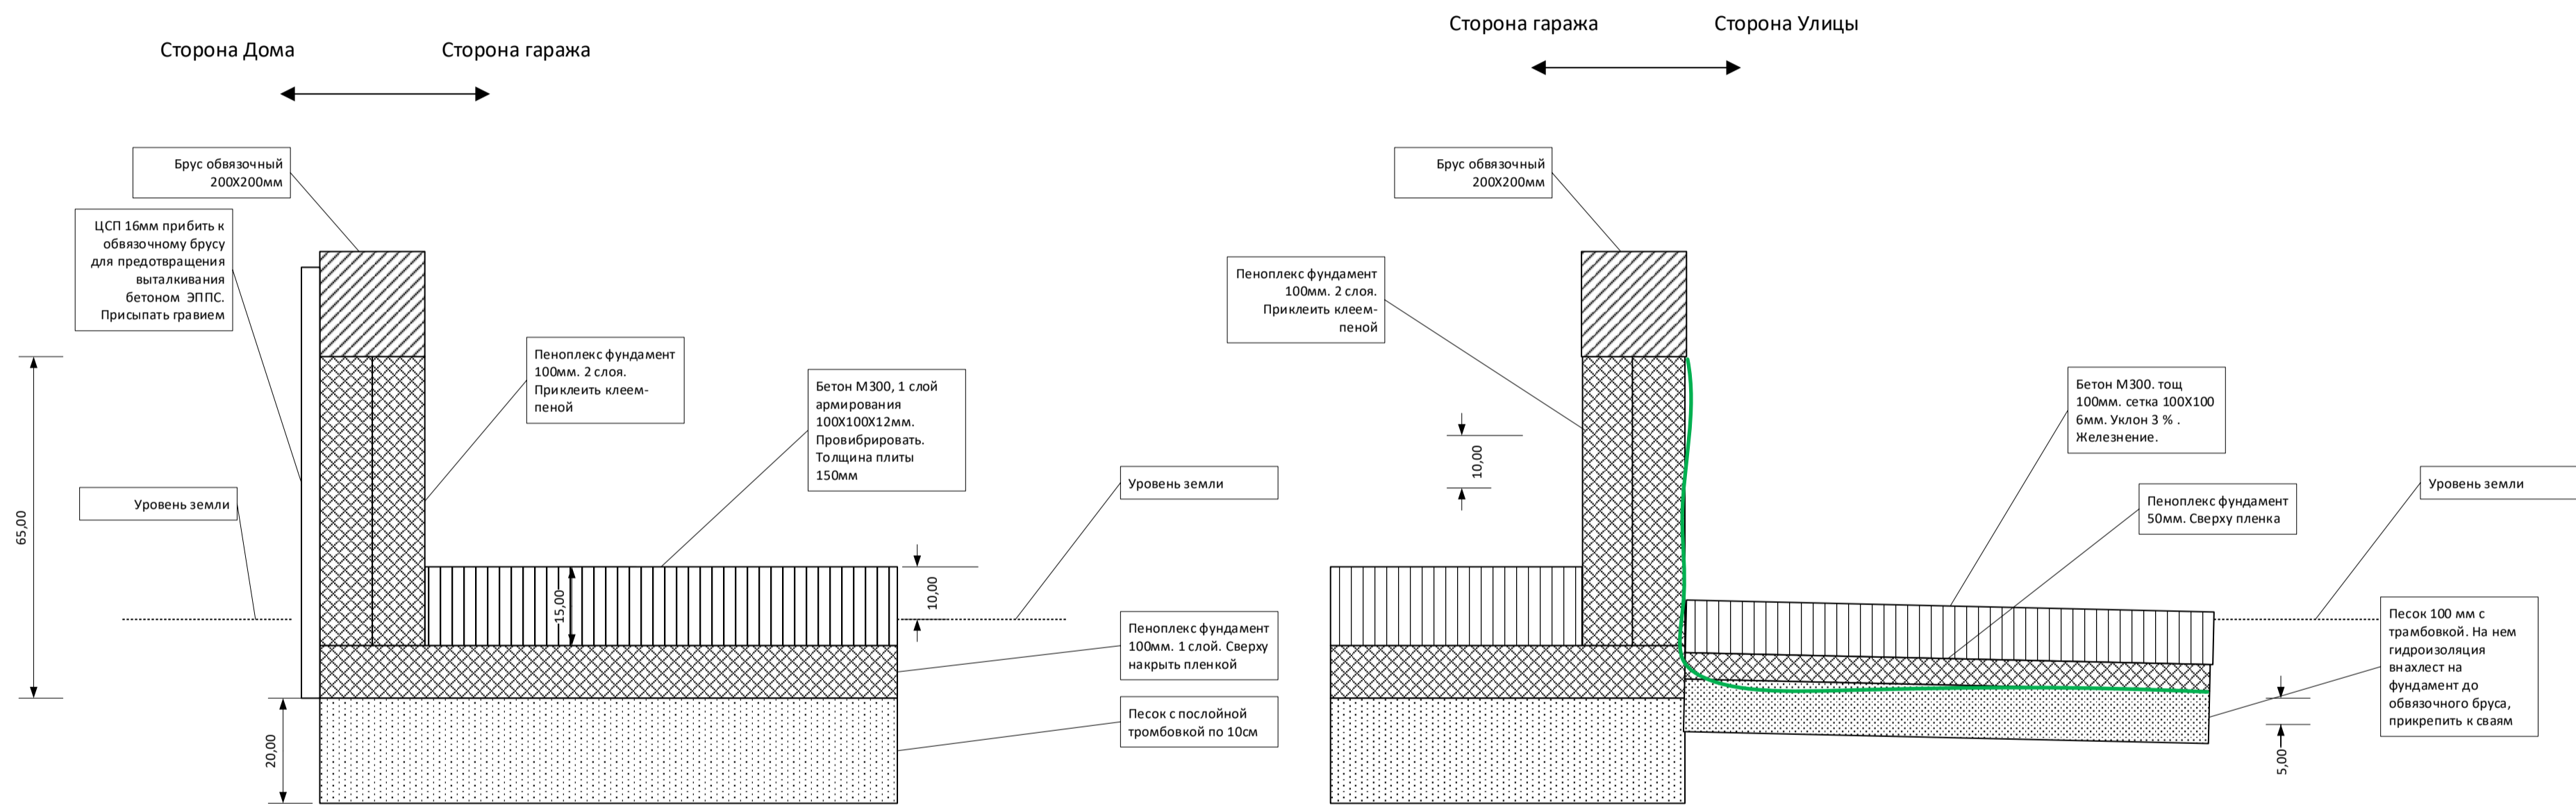 Сторона Дома
Сторона гаража
Брус обвязочный
200Х200мм
ЦСП 16мм прибить к
обвязочному брусу
для предотвращения
выталкивания
бетоном ЭППС.
Присыпать гравием
Пеноплекс фундамент
100мм. 2 слоя.
Приклеить клеем-
пеной
Бетон М300, 1 слой
армирования
100Х100Х12мм.
Провибрировать.
Толщина плиты
150мм
Уровень земли
Уровень земли
65,00
15,00
10,00
20,00
Пеноплекс фундамент
100мм. 1 слой. Сверху
накрыть пленкой
Песок с послойной
тромбовкой по 10см
Сторона гаража
Сторона Улицы
Брус обвязочный
200Х200мм
Пеноплекс фундамент
100мм. 2 слоя.
Приклеить клеем-
пеной
10,00
Бетон М300. тощ
100мм. сетка 100Х100
6мм. Уклон 3 % .
Железнение.
Пеноплекс фундамент
50мм. Сверху пленка
Уровень земли
Песок 100 мм с
трамбовкой. На нем
гидроизоляция
внахлест на
фундамент до
обвязочного бруса,
прикрепить к сваям
5,00